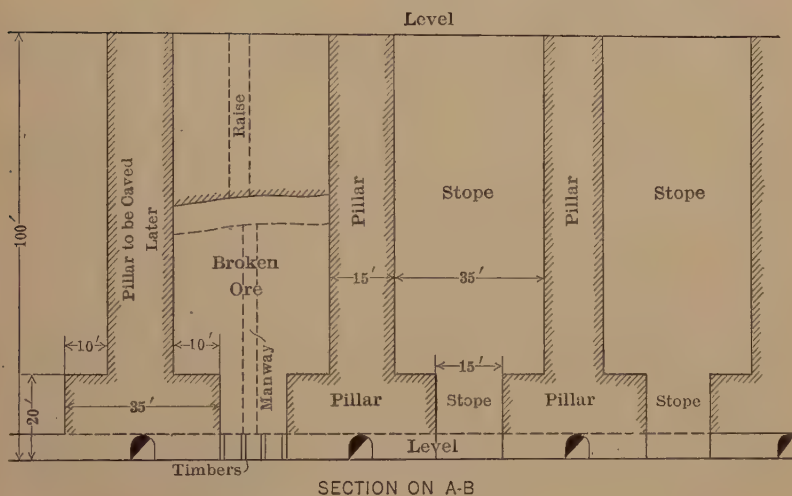 Level
Raise
Pillar to be Caved
Later
Pillar
Stope
Pillar
Stope
100′
Broken
Ore
15′
35′
10′
10′
15′
20′
35′
Manway
Pillar
Stope
Pillar
Stope
Level
Timbers
SECTION ON A-B